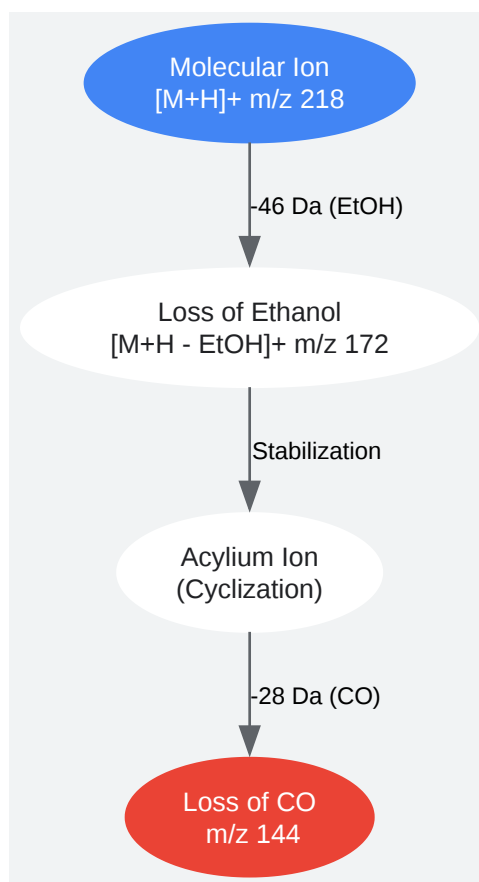 Molecular Ion
[M+H]+ m/z 218
-46 Da (EtOH)
Loss of Ethanol
[M+H - EtOH]+ m/z 172
Stabilization
Acylium Ion
(Cyclization)
-28 Da (CO)
Loss of CO
m/z 144